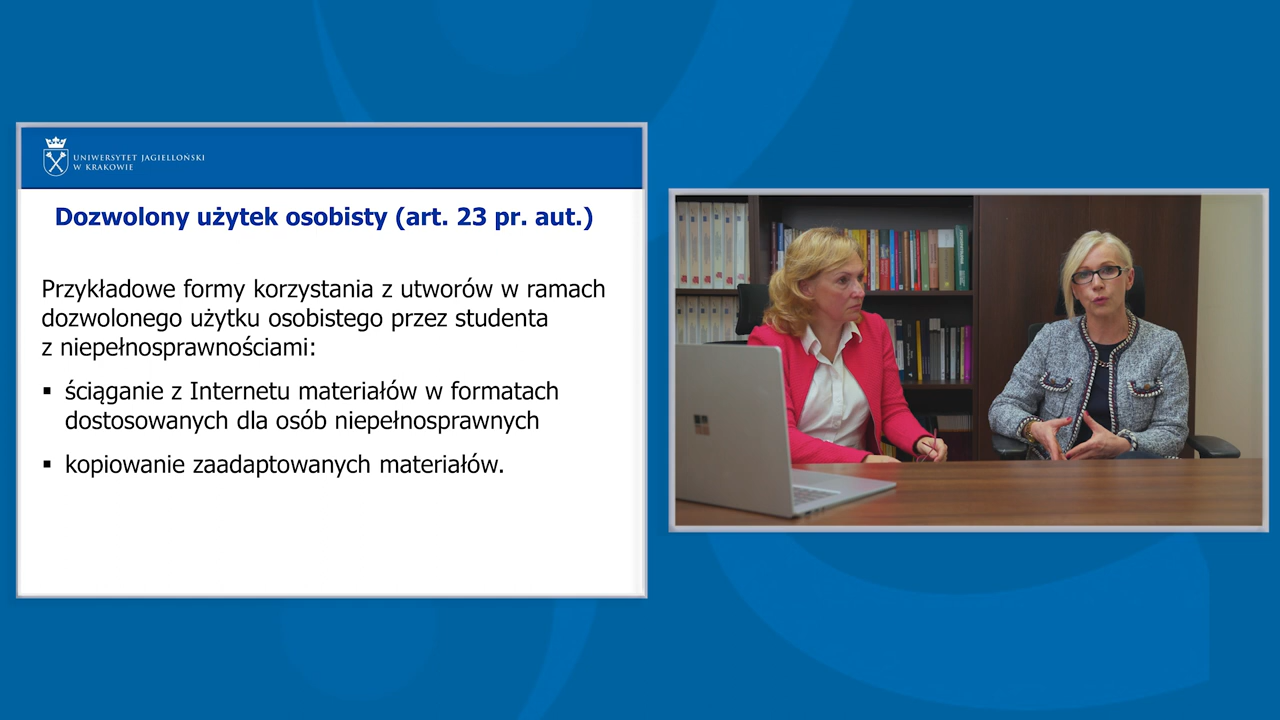 UNIWERSYTET JAGIELLOŃSKI
W KRAKOWIE
Dozwolony użytek osobisty (art. 23 pr. aut.)
Przykładowe formy korzystania z utworów w ramach
dozwolonego użytku osobistego przez studenta
z niepełnosprawnościami:
▪ ściąganie z Internetu materiałów w formatach
dostosowanych dla osób niepełnosprawnych
▪ kopiowanie zaadaptowanych materiałów.